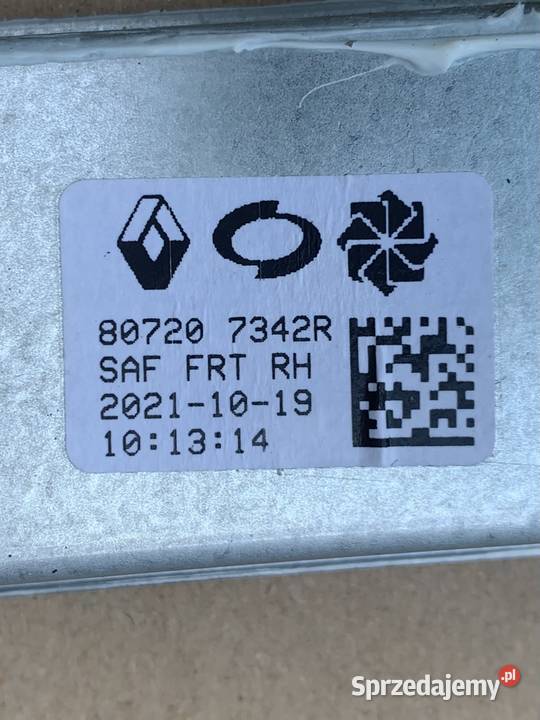 80720 7342R
SAF FRT RH
2021-10-19
10:13:14
Sprzedajemy.pl